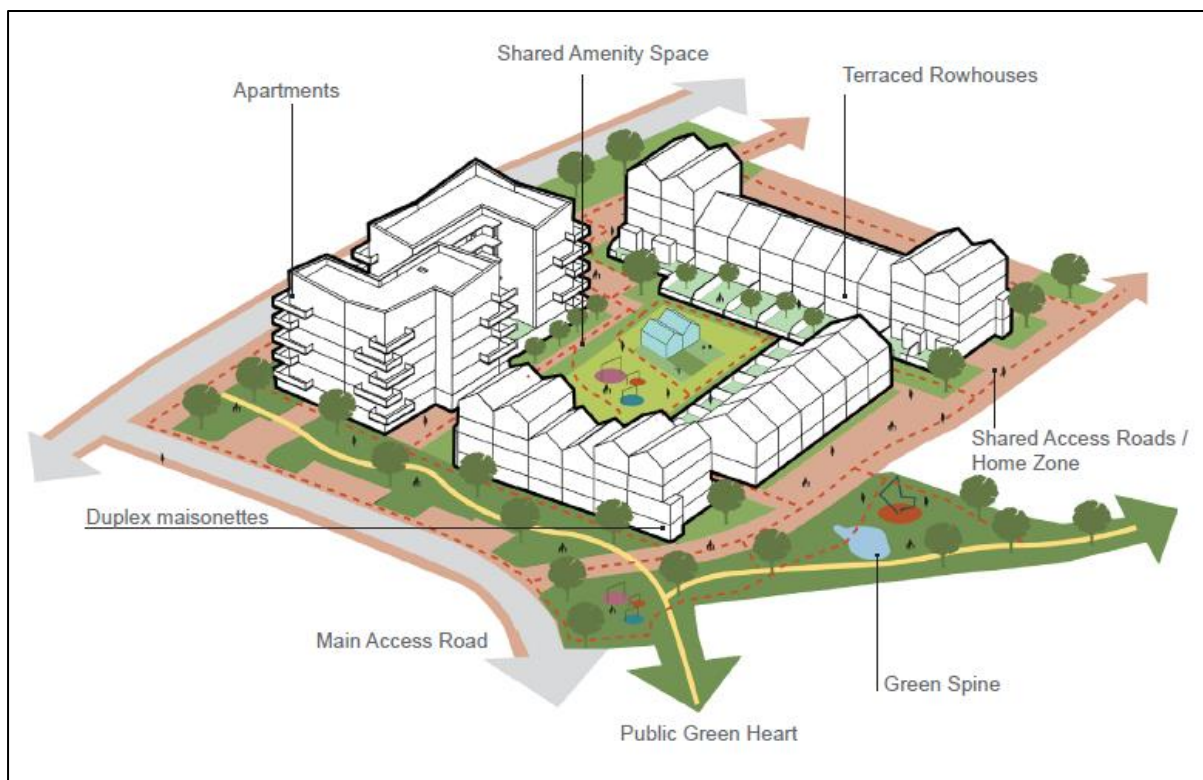 Shared Amenity Space
Apartments
Terraced Rowhouses
Shared Access Roads /
Home Zone
Duplex maisonettes
Main Access Road
Green Spine
Public Green Heart